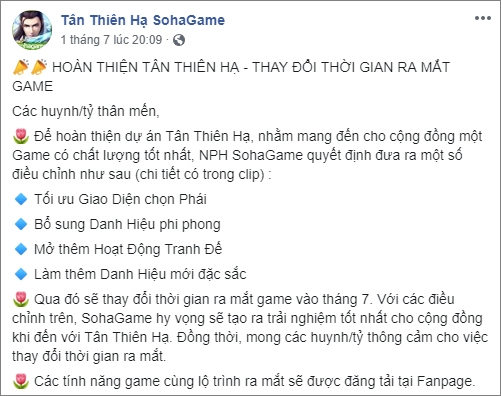 Tân Thiên Hạ SohaGame
1 tháng 7 lúc 20:09 ·
🎉🎉 HOÀN THIỆN TÂN THIÊN HẠ - THAY ĐỔI THỜI GIAN RA MẮT
GAME
Các huynh/tỷ thân mến,
🌷 Để hoàn thiện dự án Tân Thiên Hạ, nhằm mang đến cho cộng đồng một
Game có chất lượng tốt nhất, NPH SohaGame quyết định đưa ra một số
điều chỉnh như sau (chi tiết có trong clip) :
🔹 Tối ưu Giao Diện chọn Phái
🔹 Bổ sung Danh Hiệu phi phong
🔹 Mở thêm Hoạt Động Tranh Đế
🔹 Làm thêm Danh Hiệu mới đặc sắc
🌷 Qua đó sẽ thay đổi thời gian ra mắt game vào tháng 7. Với các điều
chỉnh trên, SohaGame hy vọng sẽ tạo ra trải nghiệm tốt nhất cho cộng đồng
khi đến với Tân Thiên Hạ. Đồng thời, mong các huynh/tỷ thông cảm cho việc
thay đổi thời gian ra mắt.
🌷 Các tính năng game cùng lộ trình ra mắt sẽ được đăng tải tại Fanpage.